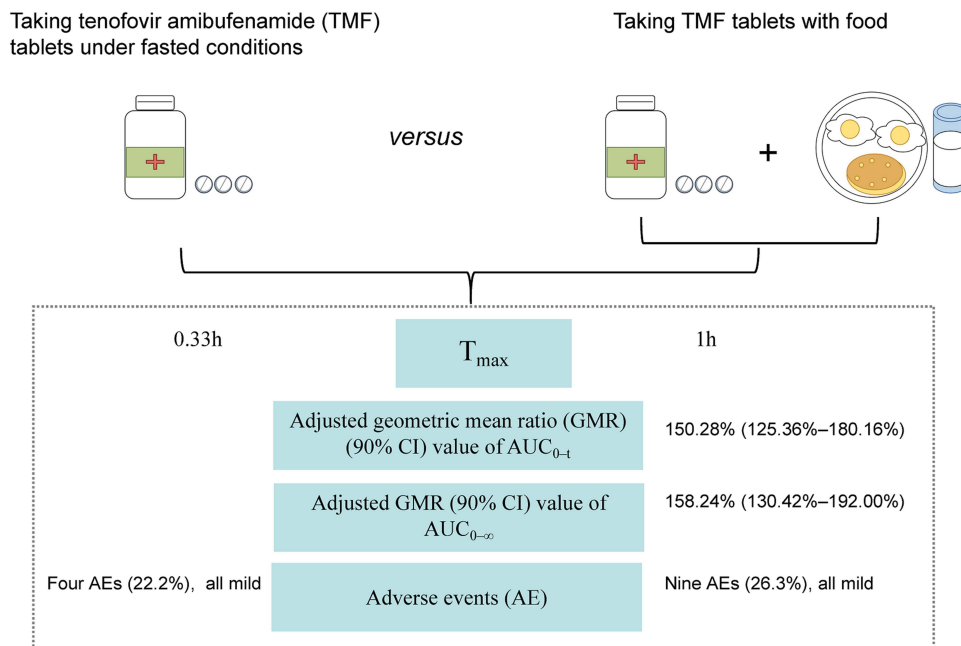 Taking tenofovir amibufenamide (TMF)
tablets under fasted conditions
Taking TMF tablets with food
versus
+
0.33h
T_max
1h
Adjusted geometric mean ratio (GMR)
(90% CI) value of AUC_0–t
150.28% (125.36%–180.16%)
Adjusted GMR (90% CI) value of
AUC_0–∞
158.24% (130.42%–192.00%)
Four AEs (22.2%), all mild
Adverse events (AE)
Nine AEs (26.3%), all mild